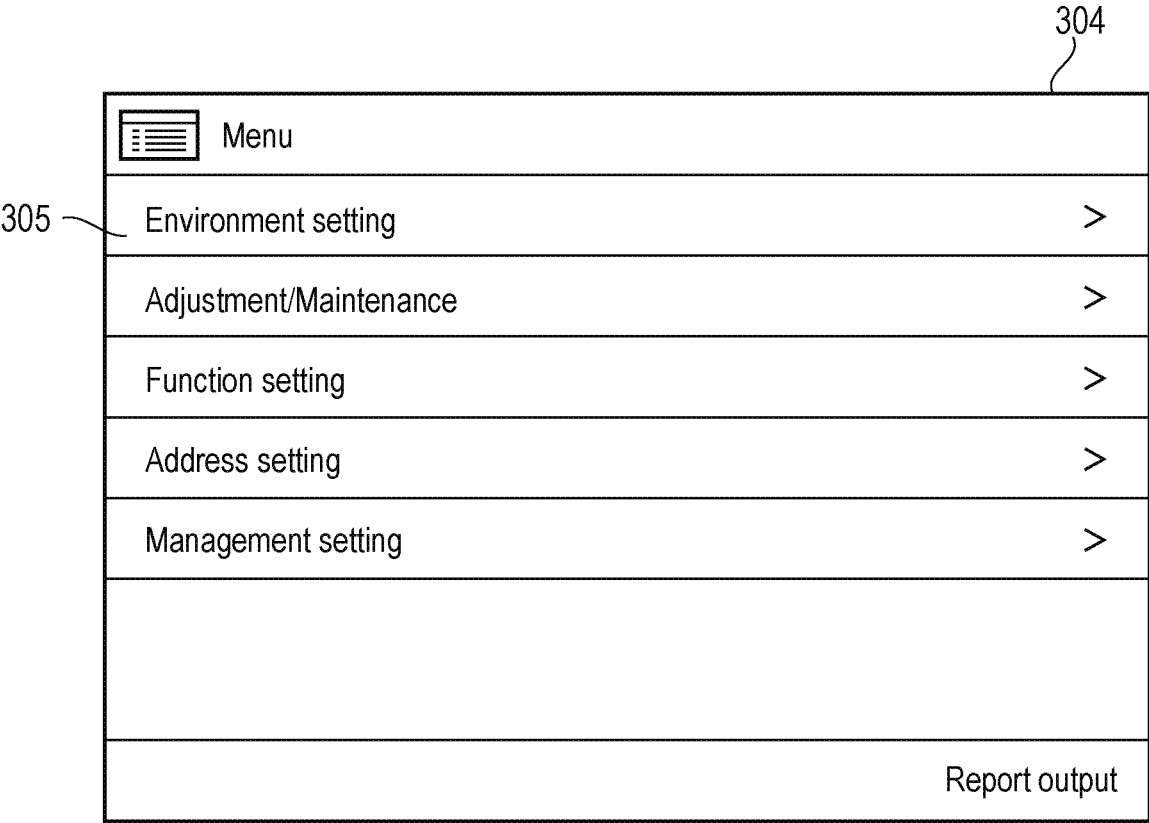 304
Menu
305
Environment setting >
Adjustment/Maintenance >
Function setting >
Address setting >
Management setting >
Report output